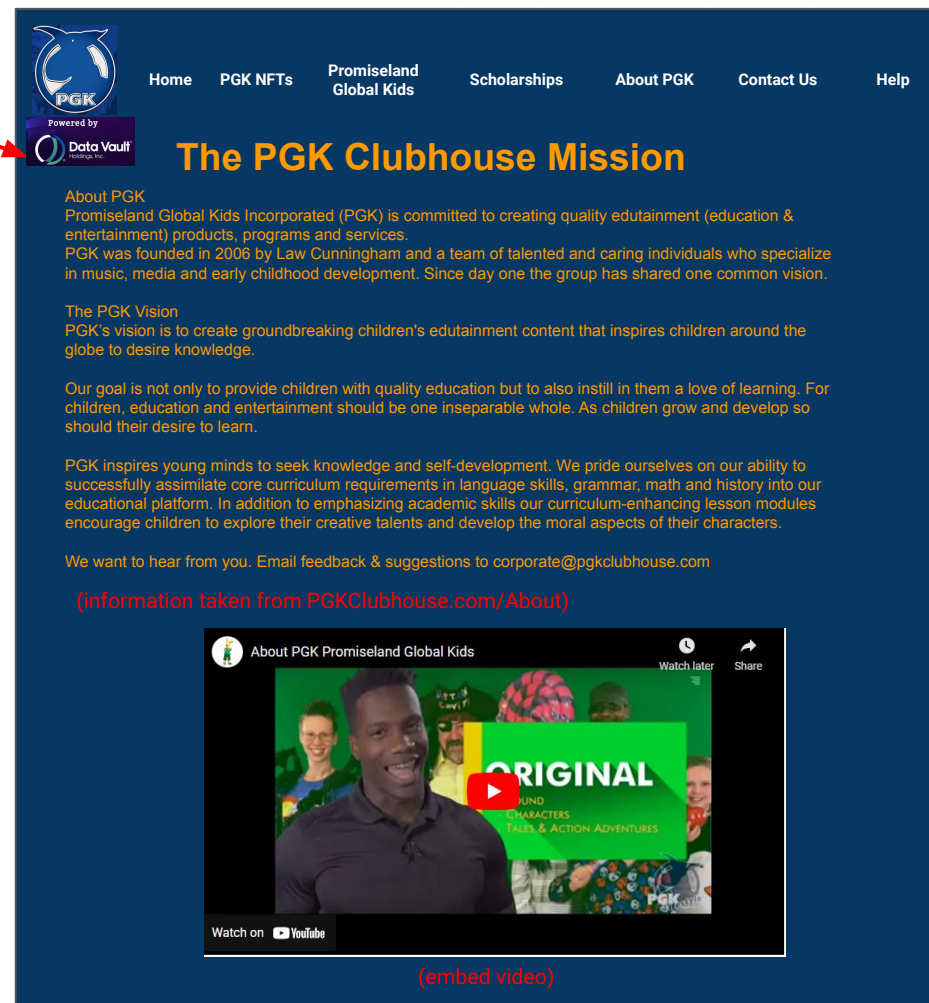 PGK
Home
PGK NFTs
Promiseland
Global Kids
Scholarships
About PGK
Contact Us
Help
Powered by
Data Vault
Holdings, Inc.
The PGK Clubhouse Mission
About PGK
Promiseland Global Kids Incorporated (PGK) is committed to creating quality edutainment (education &
entertainment) products, programs and services.
PGK was founded in 2006 by Law Cunningham and a team of talented and caring individuals who specialize
in music, media and early childhood development. Since day one the group has shared one common vision.
The PGK Vision
PGK's vision is to create groundbreaking children's edutainment content that inspires children around the
globe to desire knowledge.
Our goal is not only to provide children with quality education but to also instill in them a love of learning. For
children, education and entertainment should be one inseparable whole. As children grow and develop so
should their desire to learn.
PGK inspires young minds to seek knowledge and self-development. We pride ourselves on our ability to
successfully assimilate core curriculum requirements in language skills, grammar, math and history into our
educational platform. In addition to emphasizing academic skills our curriculum-enhancing lesson modules
encourage children to explore their creative talents and develop the moral aspects of their characters.
We want to hear from you. Email feedback & suggestions to corporate@pgkclubhouse.com
(information taken from PGKClubhouse.com/About)
About PGK Promiseland Global Kids
Watch later
Share
ORIGINAL
Characters
Tales & Action Adventures
PGK
Watch on YouTube
(embed video)